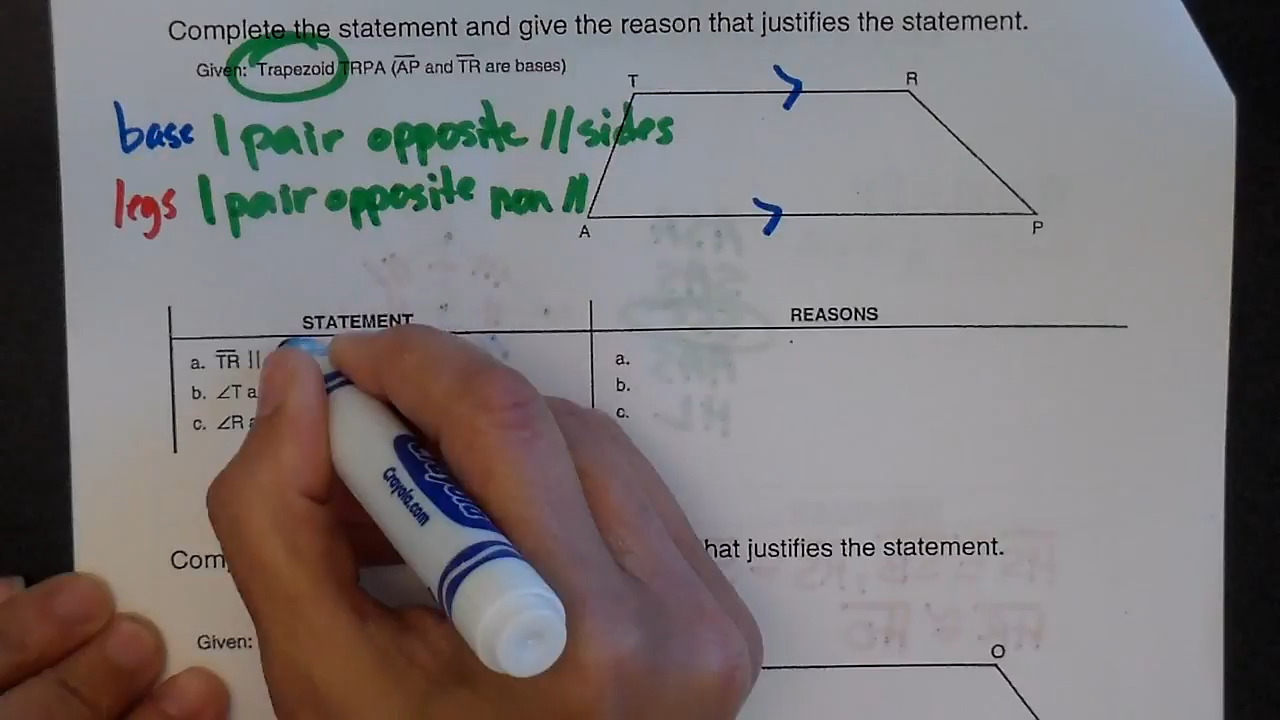 Complete the statement and give the reason that justifies the statement.
Given: Trapezoid TRPA (AP and TR are bases)
T
R
base 1 pair opposite // sides
legs 1 pair opposite non //
A
P
STATEMENT
REASONS
a. TR ||
a.
b. ∠T a
b.
c. ∠R
c.
Crayola
Crayola.com
Com hat justifies the statement.
Given:
O